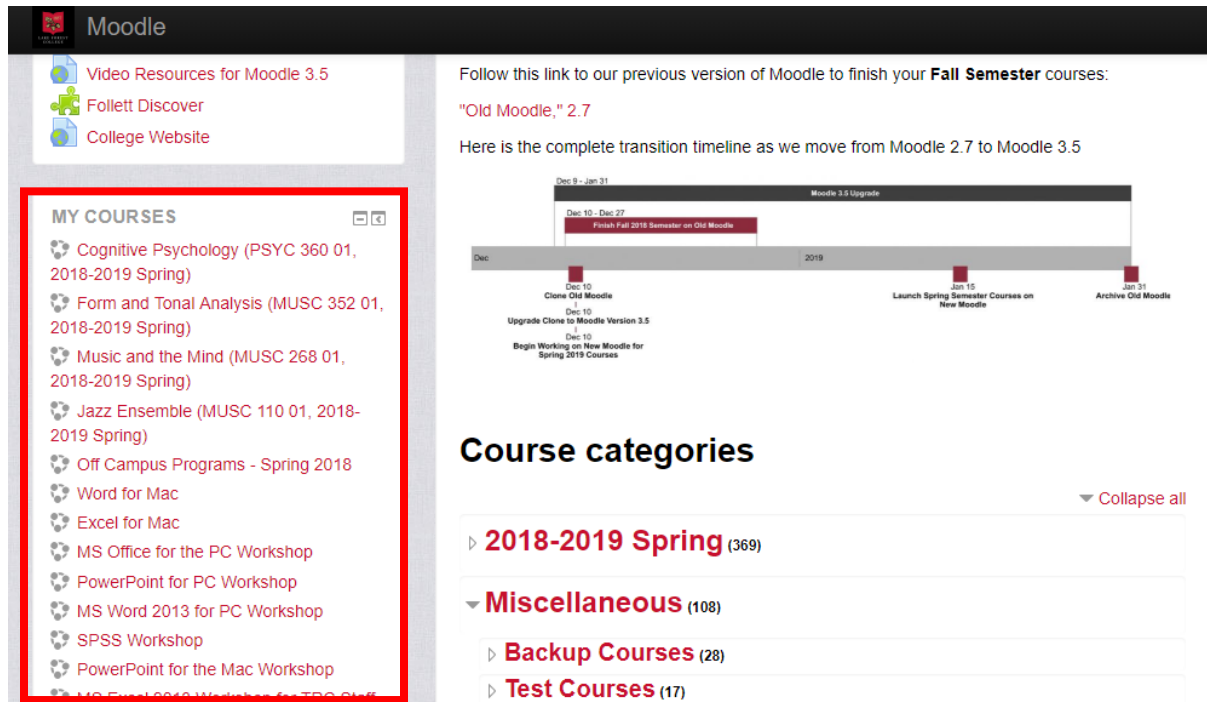 Moodle
LAKE FOREST
COLLEGE
Video Resources for Moodle 3.5
Follett Discover
College Website
MY COURSES
Cognitive Psychology (PSYC 360 01,
2018-2019 Spring)
Form and Tonal Analysis (MUSC 352 01,
2018-2019 Spring)
Music and the Mind (MUSC 268 01,
2018-2019 Spring)
Jazz Ensemble (MUSC 110 01, 2018-
2019 Spring)
Off Campus Programs - Spring 2018
Word for Mac
Excel for Mac
MS Office for the PC Workshop
PowerPoint for PC Workshop
MS Word 2013 for PC Workshop
SPSS Workshop
PowerPoint for the Mac Workshop
Follow this link to our previous version of Moodle to finish your Fall Semester courses:
"Old Moodle," 2.7
Here is the complete transition timeline as we move from Moodle 2.7 to Moodle 3.5
Dec 9 - Jan 31
Moodle 3.5 Upgrade
Dec 10 - Dec 27
Finish Fall 2018 Semester on Old Moodle
Dec
2019
Dec 10
Clone Old Moodle
Dec 10
Upgrade Clone to Moodle Version 3.5
Dec 10
Begin Working on New Moodle for
Spring 2019 Courses
Jan 15
Launch Spring Semester Courses on
New Moodle
Jan 31
Archive Old Moodle
Course categories
Collapse all
2018-2019 Spring (369)
Miscellaneous (108)
Backup Courses (28)
Test Courses (17)